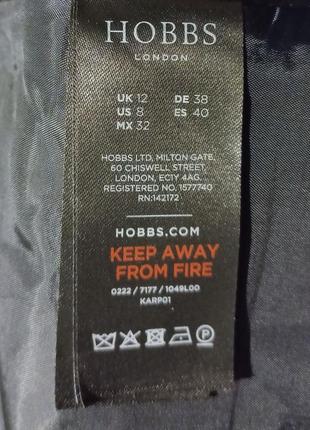 HOBBS
LONDON
UK 12 DE 38
US 8 ES 40
MX 32
HOBBS LTD, MILTON GATE,
60 CHISWELL STREET,
LONDON, EC1Y 4AG.
REGISTERED NO. 1577740
RN:142172
HOBBS.COM
KEEP AWAY
FROM FIRE
0222 / 7177 / 1049L00
KARP01
P